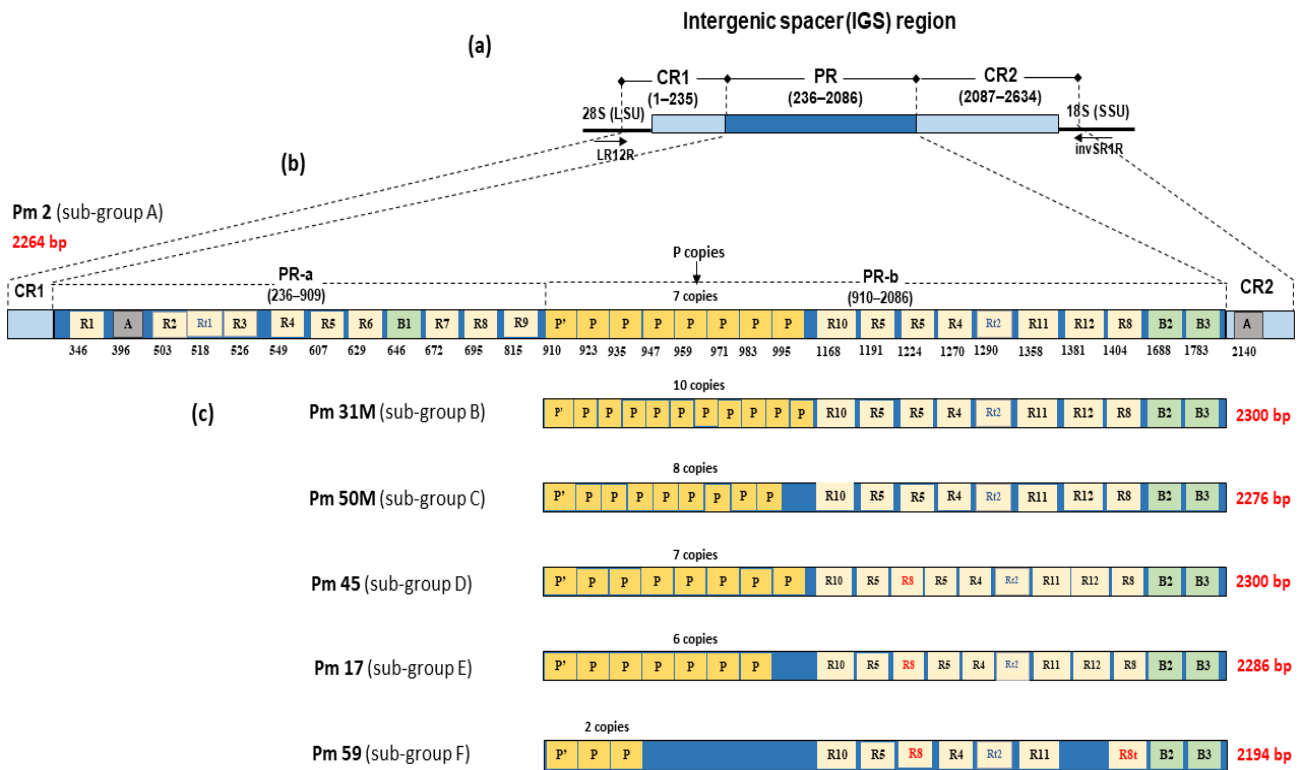 Intergenic spacer (IGS) region
(a)
CR1 PR CR2
(1–235) (236–2086) (2087–2634)
28S (LSU) 18S (SSU)
LR12R invSR1R
(b)
Pm 2 (sub-group A)
2264 bp
P copies
CR1 PR-a PR-b CR2
(236–909) 7 copies (910–2086)
R1 A R2 Rt1 R3 R4 R5 R6 B1 R7 R8 R9 P' P P P P P P P R10 R5 R5 R4 Rt2 R11 R12 R8 B2 B3 A
346 396 503 518 526 549 607 629 646 672 695 815 910 923 935 947 959 971 983 995 1168 1191 1224 1270 1290 1358 1381 1404 1688 1783 2140
10 copies
(c) Pm 31M (sub-group B) P' P P P P P P P P P P R10 R5 R5 R4 Rt2 R11 R12 R8 B2 B3 2300 bp
8 copies
Pm 50M (sub-group C) P' P P P P P P P P R10 R5 R5 R4 Rt2 R11 R12 R8 B2 B3 2276 bp
7 copies
Pm 45 (sub-group D) P' P P P P P P P R10 R5 R8 R5 R4 Rt2 R11 R12 R8 B2 B3 2300 bp
6 copies
Pm 17 (sub-group E) P' P P P P P P R10 R5 R8 R5 R4 Rt2 R11 R12 R8 B2 B3 2286 bp
2 copies
Pm 59 (sub-group F) P' P P R10 R5 R8 R4 Rt2 R11 R8t B2 B3 2194 bp